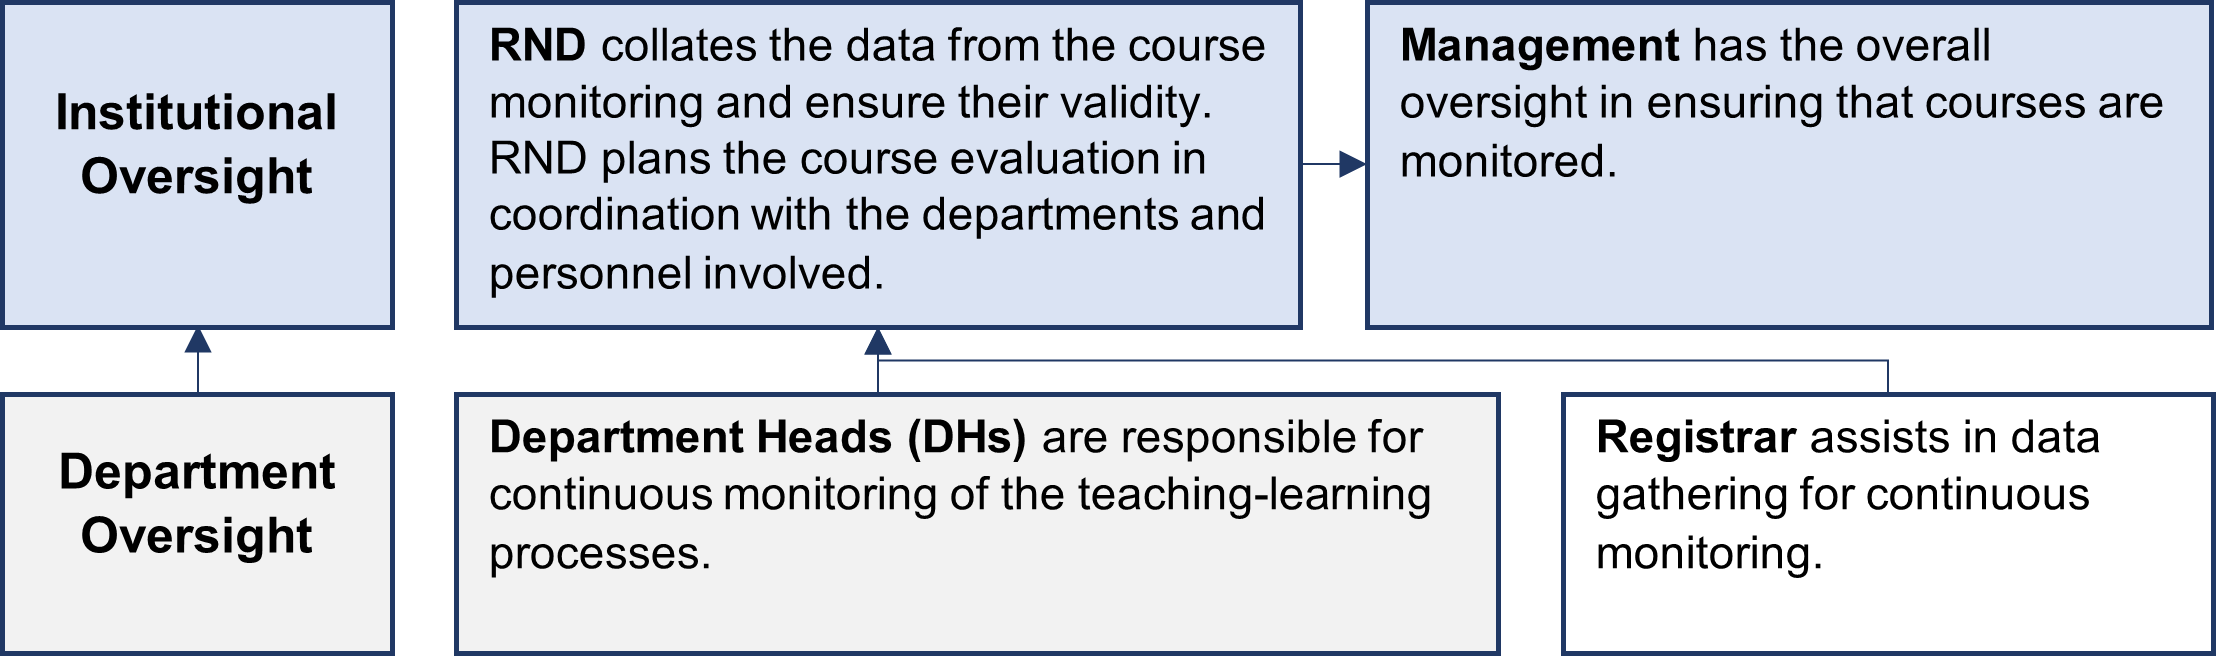 Institutional
Oversight
RND collates the data from the course
monitoring and ensure their validity.
RND plans the course evaluation in
coordination with the departments and
personnel involved.
Management has the overall
oversight in ensuring that courses are
monitored.
Department
Oversight
Department Heads (DHs) are responsible for
continuous monitoring of the teaching-learning
processes.
Registrar assists in data
gathering for continuous
monitoring.